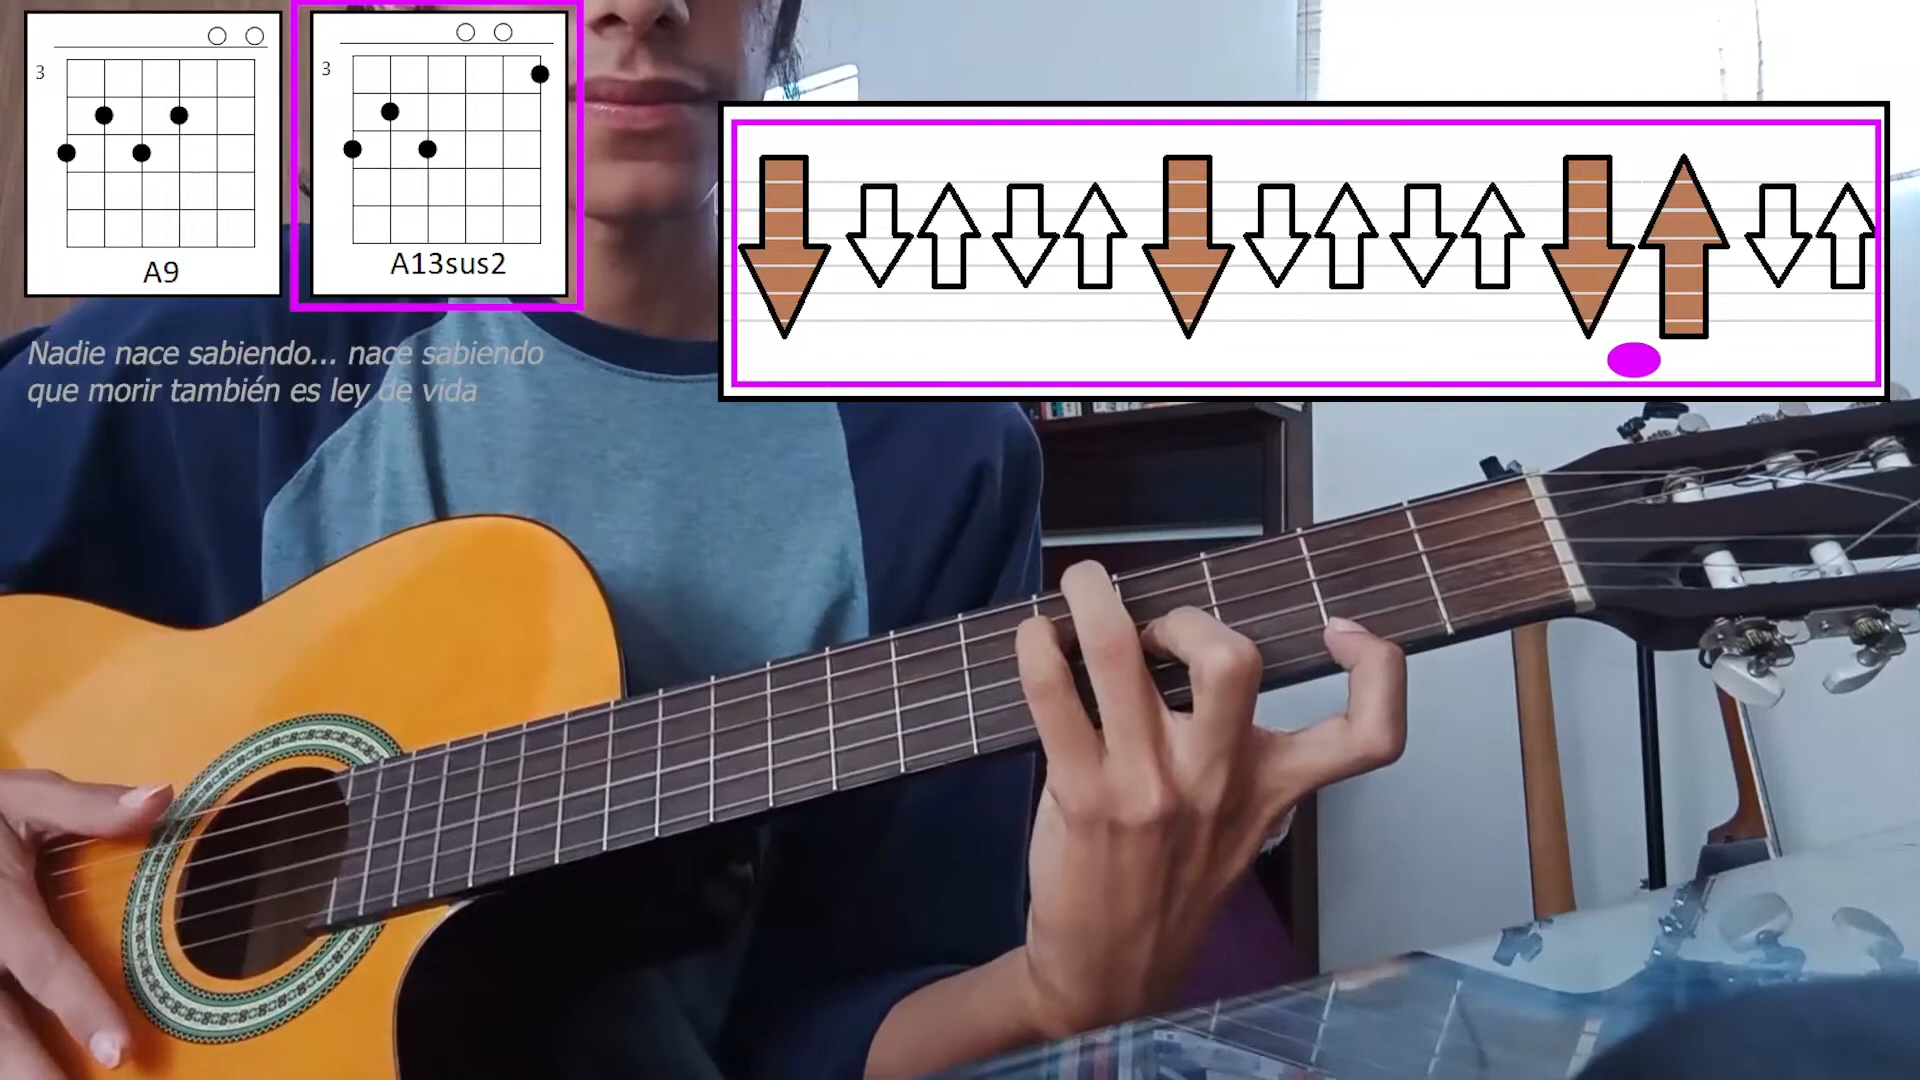 3
A9
3
A13sus2
Nadie nace sabiendo... nace sabiendo
que morir también es ley de vida